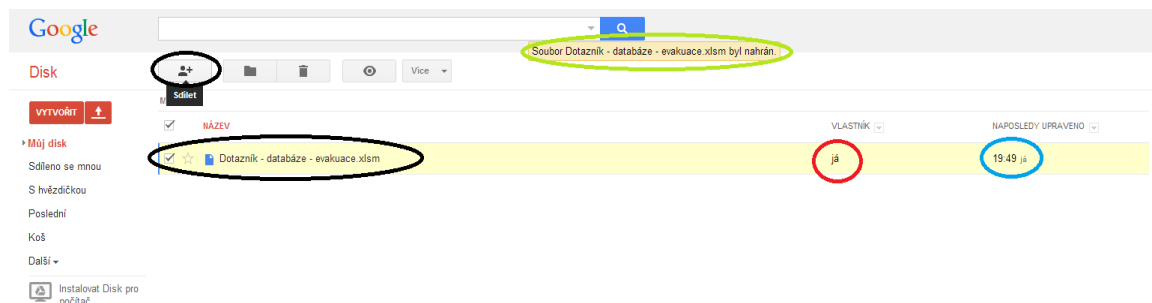 Google
Soubor Dotazník - databáze - evakuace.xlsm byl nahrán.
Disk
Více
Sdílet
M
VYTVOŘIT
NÁZEV
VLASTNÍK
NAPOSLEDY UPRAVENO
Můj disk
Dotazník - databáze - evakuace.xlsm
já
19:49 já
Sdíleno se mnou
S hvězdičkou
Poslední
Koš
Další
Instalovat Disk pro
počítač